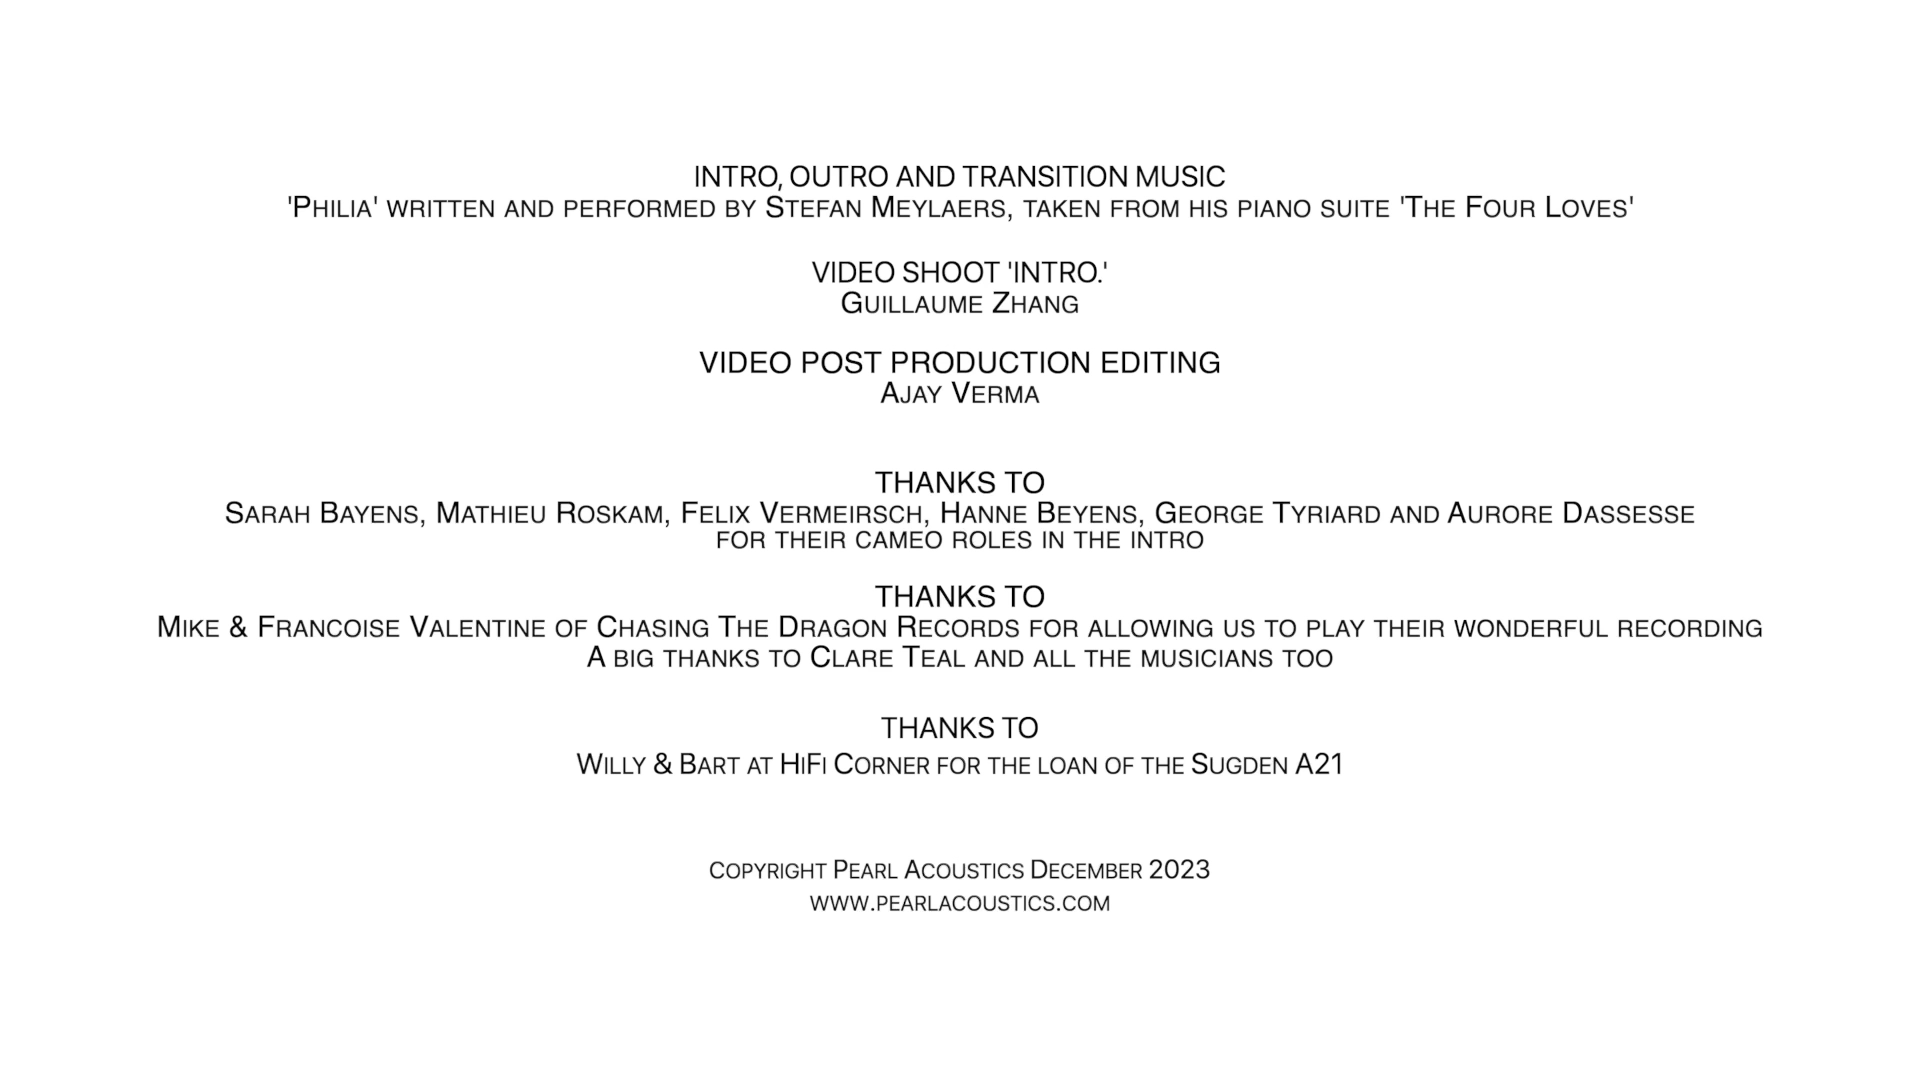 INTRO, OUTRO AND TRANSITION MUSIC
'Philia' written and performed by Stefan Meylaers, taken from his piano suite 'The Four Loves'
VIDEO SHOOT 'INTRO.'
Guillaume Zhang
VIDEO POST PRODUCTION EDITING
Ajay Verma
THANKS TO
Sarah Bayens, Mathieu Roskam, Felix Vermeirsch, Hanne Beyens, George Tyriard and Aurore Dassesse
for their cameo roles in the intro
THANKS TO
Mike & Francoise Valentine of Chasing The Dragon Records for allowing us to play their wonderful recording
A big thanks to Clare Teal and all the musicians too
THANKS TO
Willy & Bart at HiFi Corner for the loan of the Sugden A21
Copyright Pearl Acoustics December 2023
www.pearlacoustics.com